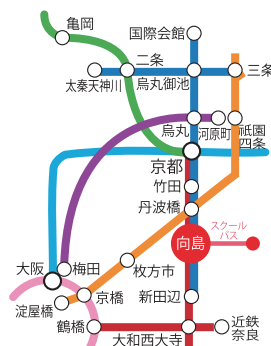 亀岡
国際会館
二条
三条
太秦天神川
烏丸御池
烏丸
河原町
祇園
四条
京都
竹田
丹波橋
スクール
バス
向島
大阪
梅田
枚方市
淀屋橋
京橋
新田辺
鶴橋
近鉄
奈良
大和西大寺